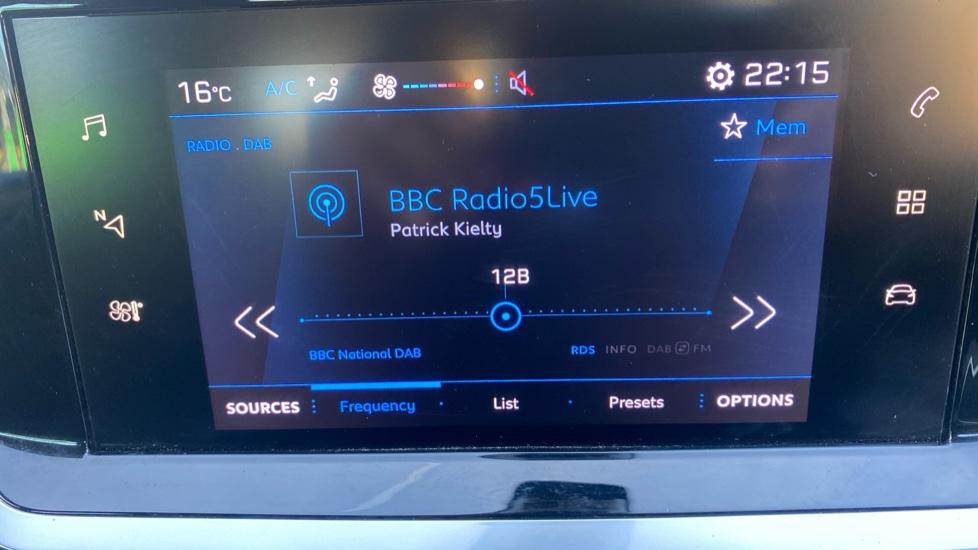 16°C A/C 22:15
RADIO . DAB
Mem
BBC Radio5Live
Patrick Kielty
12B
N
BBC National DAB
RDS INFO DAB FM
SOURCES Frequency List Presets OPTIONS